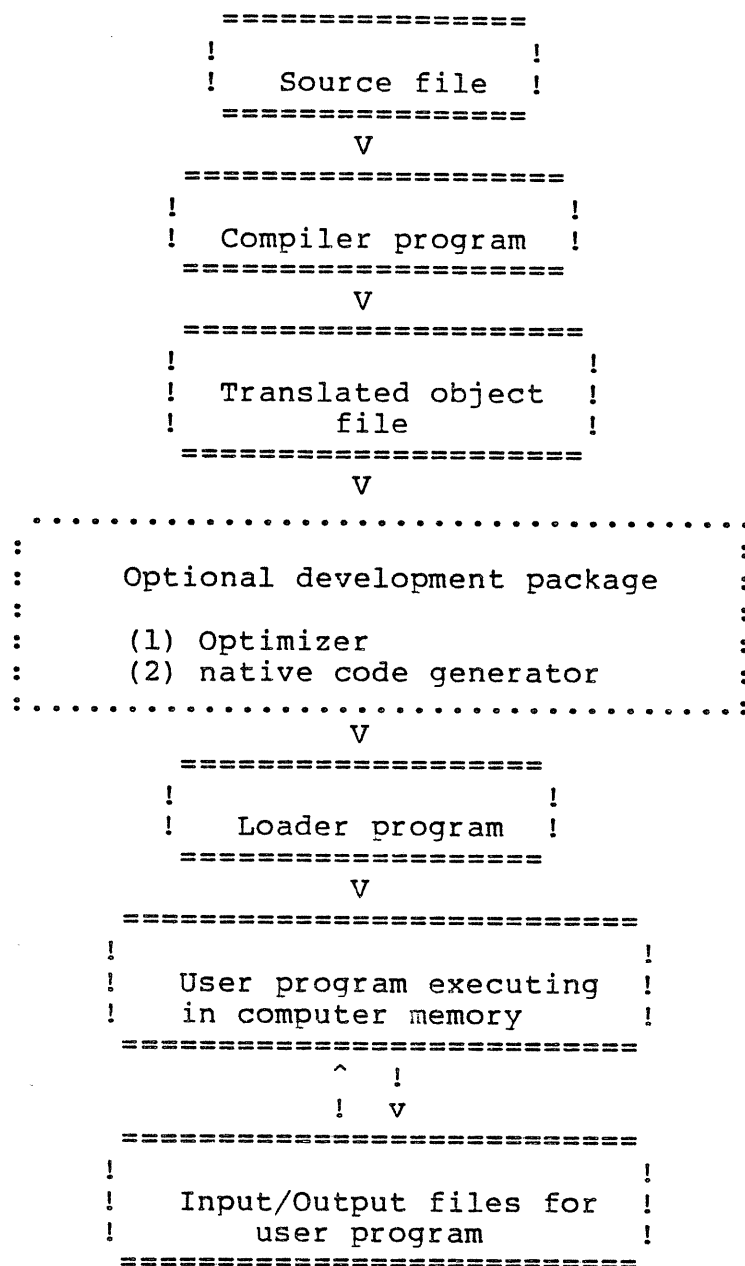 Source file
V
Compiler program
V
Translated object
file
V
Optional development package
(1) Optimizer
(2) native code generator
V
Loader program
V
User program executing
in computer memory
^ !
! v
Input/Output files for
user program